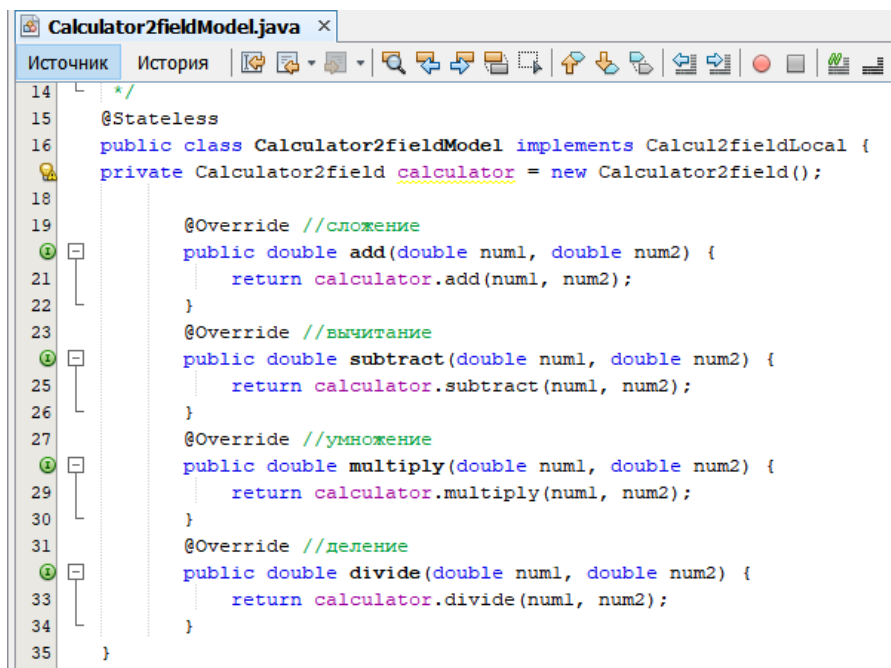 Calculator2fieldModel.java ×
Источник История
14 */
15 @Stateless
16 public class Calculator2fieldModel implements Calcul2fieldLocal {
private Calculator2field calculator = new Calculator2field();
18
19 @Override //сложение
public double add(double num1, double num2) {
21 return calculator.add(num1, num2);
22 }
23 @Override //вычитание
public double subtract(double num1, double num2) {
25 return calculator.subtract(num1, num2);
26 }
27 @Override //умножение
public double multiply(double num1, double num2) {
29 return calculator.multiply(num1, num2);
30 }
31 @Override //деление
public double divide(double num1, double num2) {
33 return calculator.divide(num1, num2);
34 }
35 }